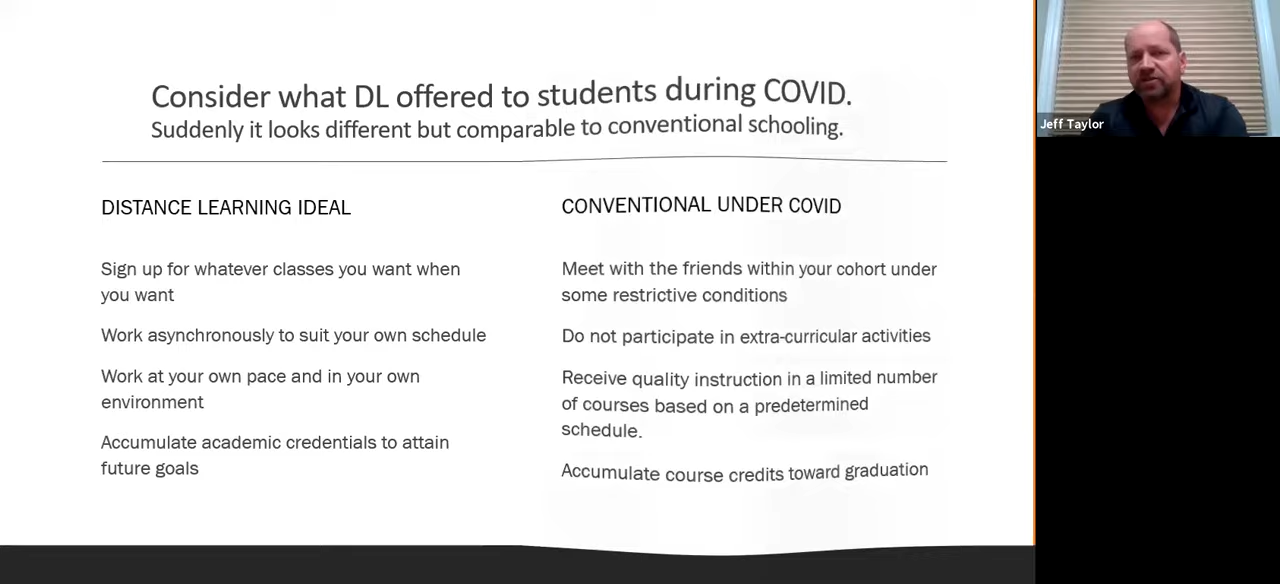 Consider what DL offered to students during COVID.
Suddenly it looks different but comparable to conventional schooling.
DISTANCE LEARNING IDEAL
Sign up for whatever classes you want when
you want
Work asynchronously to suit your own schedule
Work at your own pace and in your own
environment
Accumulate academic credentials to attain
future goals
CONVENTIONAL UNDER COVID
Meet with the friends within your cohort under
some restrictive conditions
Do not participate in extra-curricular activities
Receive quality instruction in a limited number
of courses based on a predetermined
schedule.
Accumulate course credits toward graduation
Jeff Taylor